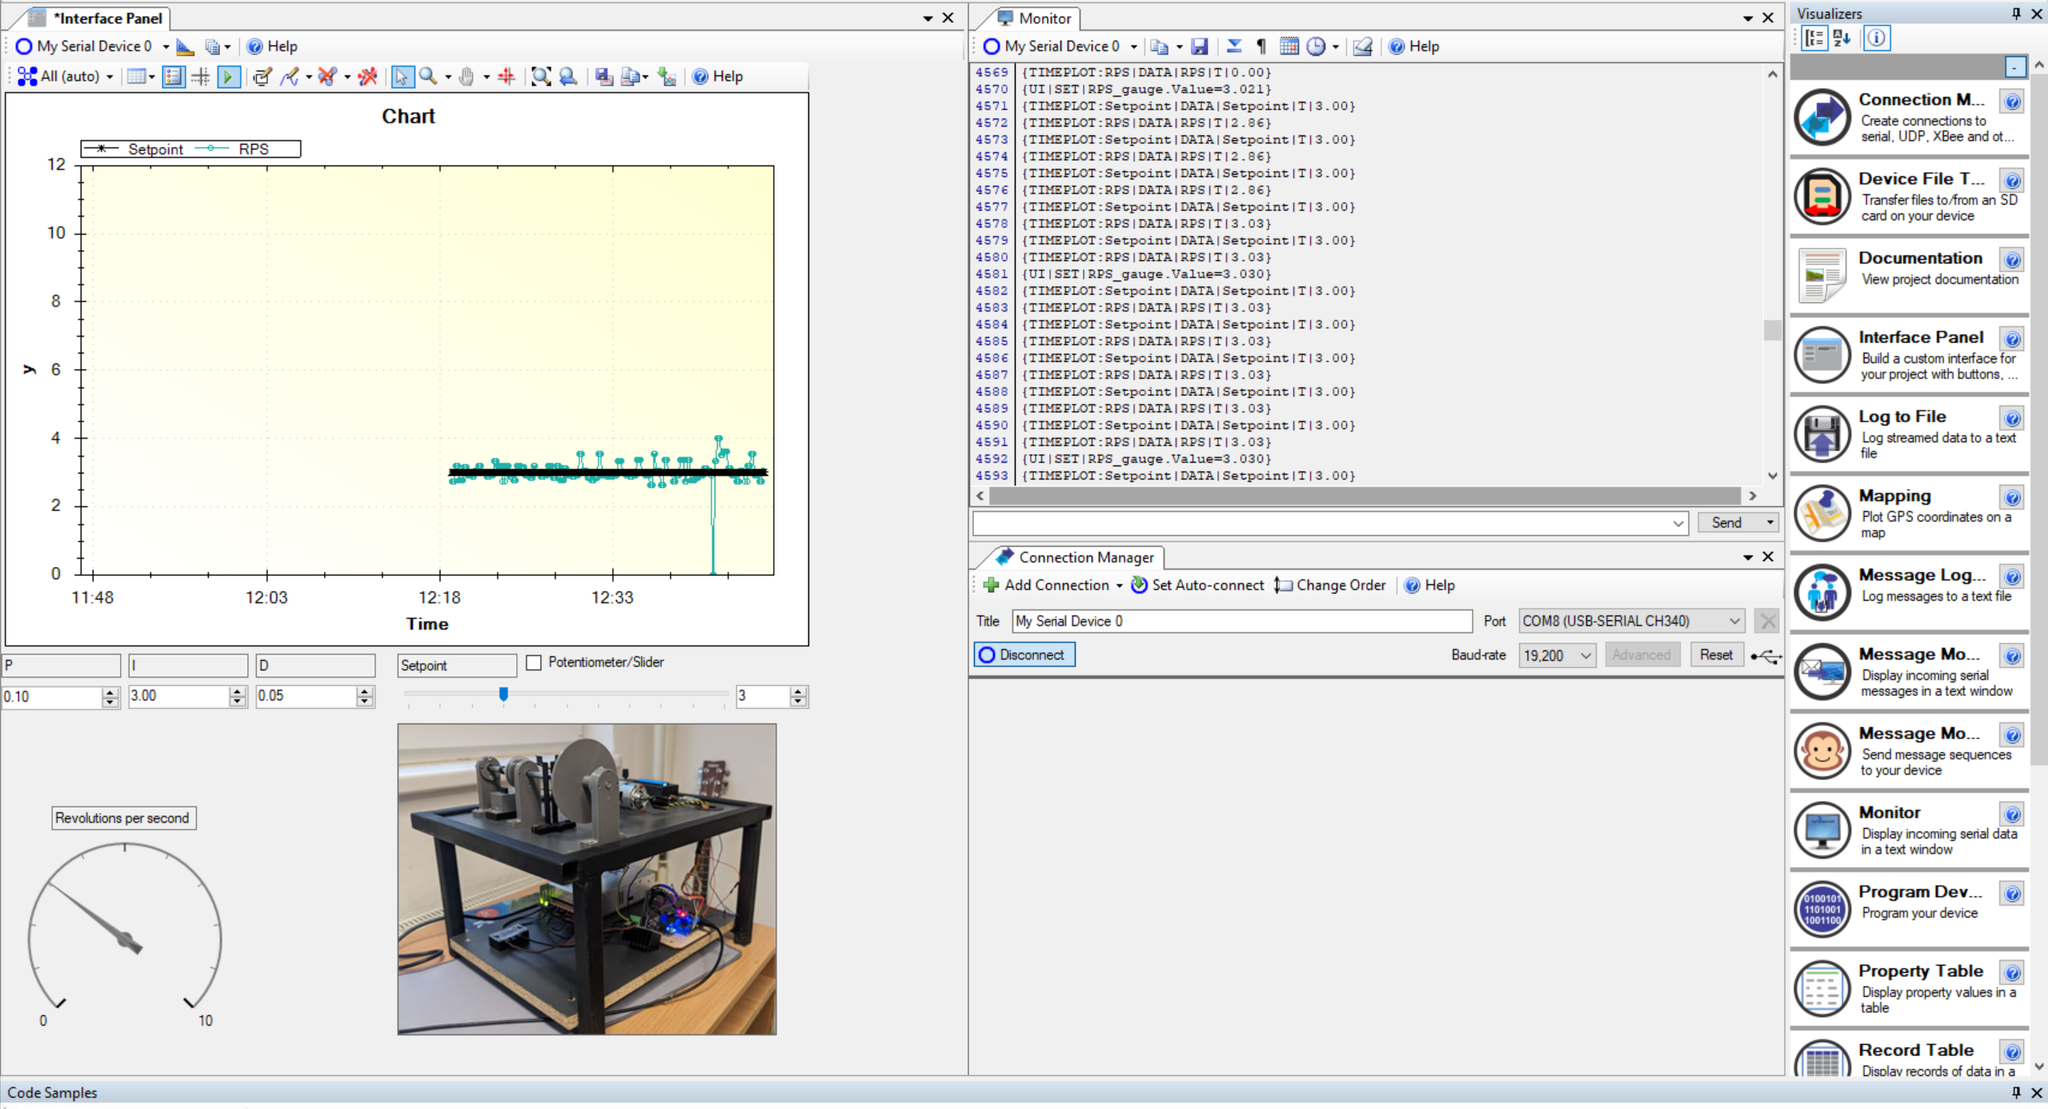 *Interface Panel
My Serial Device 0
Help
All (auto)
Help
Chart
Setpoint RPS
12
10
8
6
4
2
0
y
11:48 12:03 12:18 12:33
Time
P I D Setpoint Potentiometer/Slider
0.10 3.00 0.05 3
Revolutions per second
0 10
Monitor
My Serial Device 0
Help
4569 {TIMEPLOT:RPS|DATA|RPS|T|0.00}
4570 {UI|SET|RPS_gauge.Value=3.021}
4571 {TIMEPLOT:Setpoint|DATA|Setpoint|T|3.00}
4572 {TIMEPLOT:RPS|DATA|RPS|T|2.86}
4573 {TIMEPLOT:Setpoint|DATA|Setpoint|T|3.00}
4574 {TIMEPLOT:RPS|DATA|RPS|T|2.86}
4575 {TIMEPLOT:Setpoint|DATA|Setpoint|T|3.00}
4576 {TIMEPLOT:RPS|DATA|RPS|T|2.86}
4577 {TIMEPLOT:Setpoint|DATA|Setpoint|T|3.00}
4578 {TIMEPLOT:RPS|DATA|RPS|T|3.03}
4579 {TIMEPLOT:Setpoint|DATA|Setpoint|T|3.00}
4580 {TIMEPLOT:RPS|DATA|RPS|T|3.03}
4581 {UI|SET|RPS_gauge.Value=3.030}
4582 {TIMEPLOT:Setpoint|DATA|Setpoint|T|3.00}
4583 {TIMEPLOT:RPS|DATA|RPS|T|3.03}
4584 {TIMEPLOT:Setpoint|DATA|Setpoint|T|3.00}
4585 {TIMEPLOT:RPS|DATA|RPS|T|3.03}
4586 {TIMEPLOT:Setpoint|DATA|Setpoint|T|3.00}
4587 {TIMEPLOT:RPS|DATA|RPS|T|3.03}
4588 {TIMEPLOT:Setpoint|DATA|Setpoint|T|3.00}
4589 {TIMEPLOT:RPS|DATA|RPS|T|3.03}
4590 {TIMEPLOT:Setpoint|DATA|Setpoint|T|3.00}
4591 {TIMEPLOT:RPS|DATA|RPS|T|3.03}
4592 {UI|SET|RPS_gauge.Value=3.030}
4593 {TIMEPLOT:Setpoint|DATA|Setpoint|T|3.00}
Send
Connection Manager
Add Connection Set Auto-connect Change Order Help
Title My Serial Device 0 Port COM8 (USB-SERIAL CH340)
Disconnect Baud-rate 19,200 Advanced Reset
Visualizers
Connection M...
Create connections to
serial, UDP, XBee and ot...
Device File T...
Transfer files to/from an SD
card on your device
Documentation
View project documentation
Interface Panel
Build a custom interface for
your project with buttons, ...
Log to File
Log streamed data to a text
file
Mapping
Plot GPS coordinates on a
map
Message Log...
Log messages to a text file
Message Mo...
Display incoming serial
messages in a text window
Message Mo...
Send message sequences
to your device
Monitor
Display incoming serial data
in a text window
0100101
1101001
1001100
Program Dev...
Program your device
Property Table
Display property values in a
table
Record Table
Display records of data in a
Code Samples